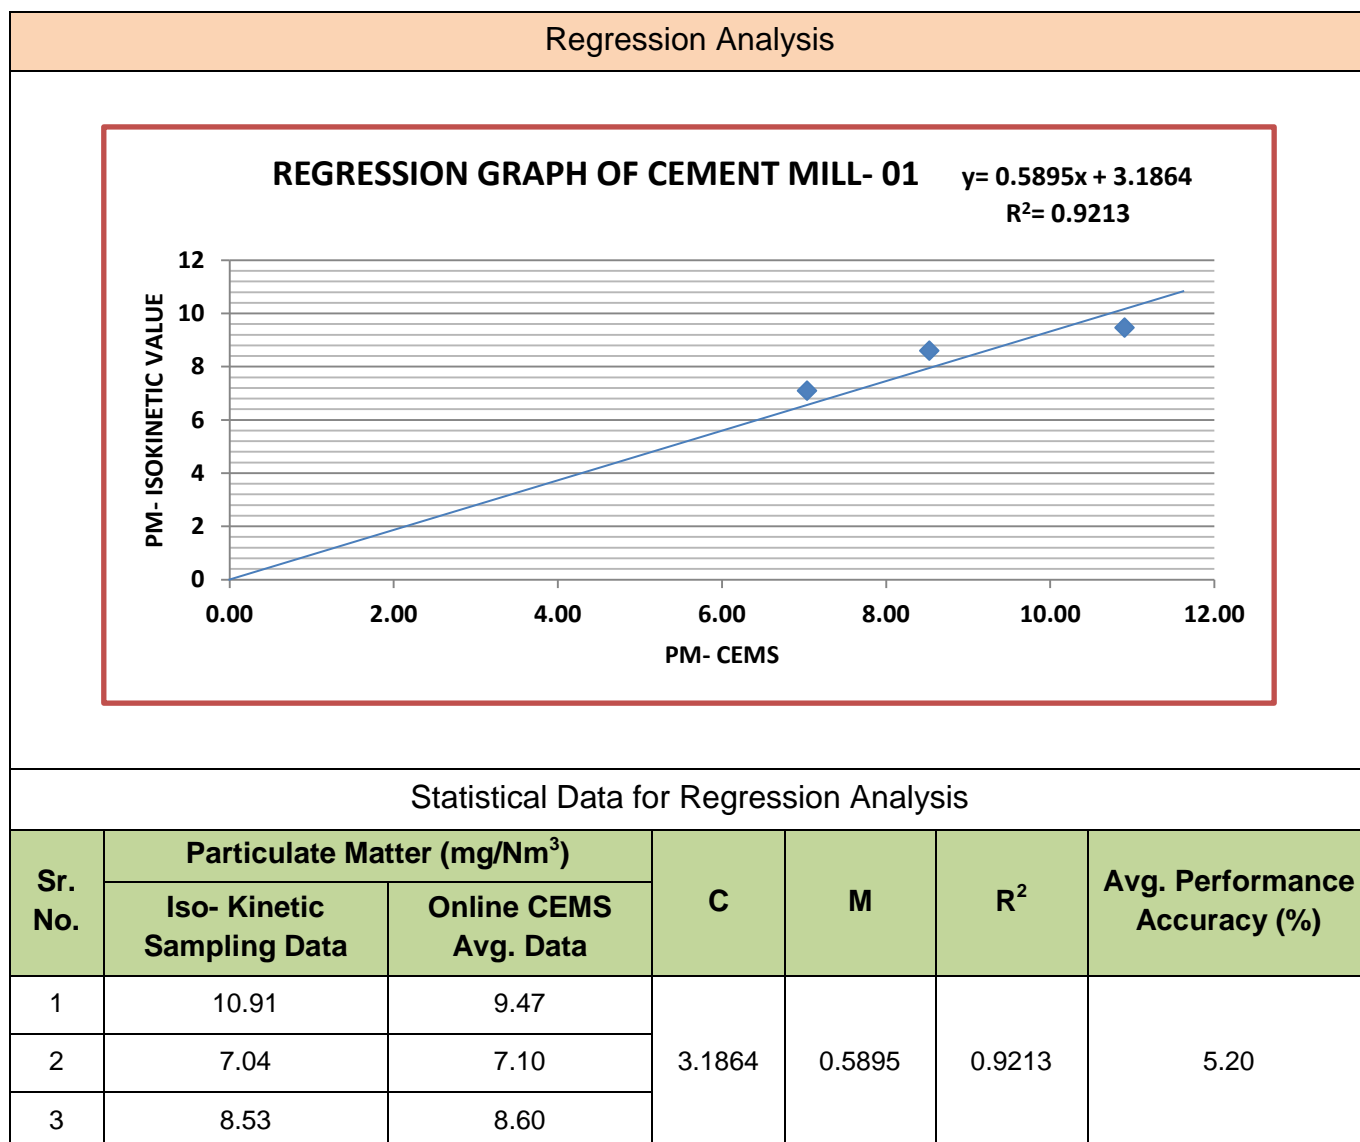 Regression Analysis
REGRESSION GRAPH OF CEMENT MILL- 01
y= 0.5895x + 3.1864
R²= 0.9213
12
10
8
6
4
2
0
PM- ISOKINETIC VALUE
0.00 2.00 4.00 6.00 8.00 10.00 12.00
PM- CEMS
Statistical Data for Regression Analysis
Sr. No.
Particulate Matter (mg/Nm³)
Iso- Kinetic
Sampling Data
Online CEMS
Avg. Data
C
M
R²
Avg. Performance
Accuracy (%)
1 10.91 9.47
2 7.04 7.10 3.1864 0.5895 0.9213 5.20
3 8.53 8.60